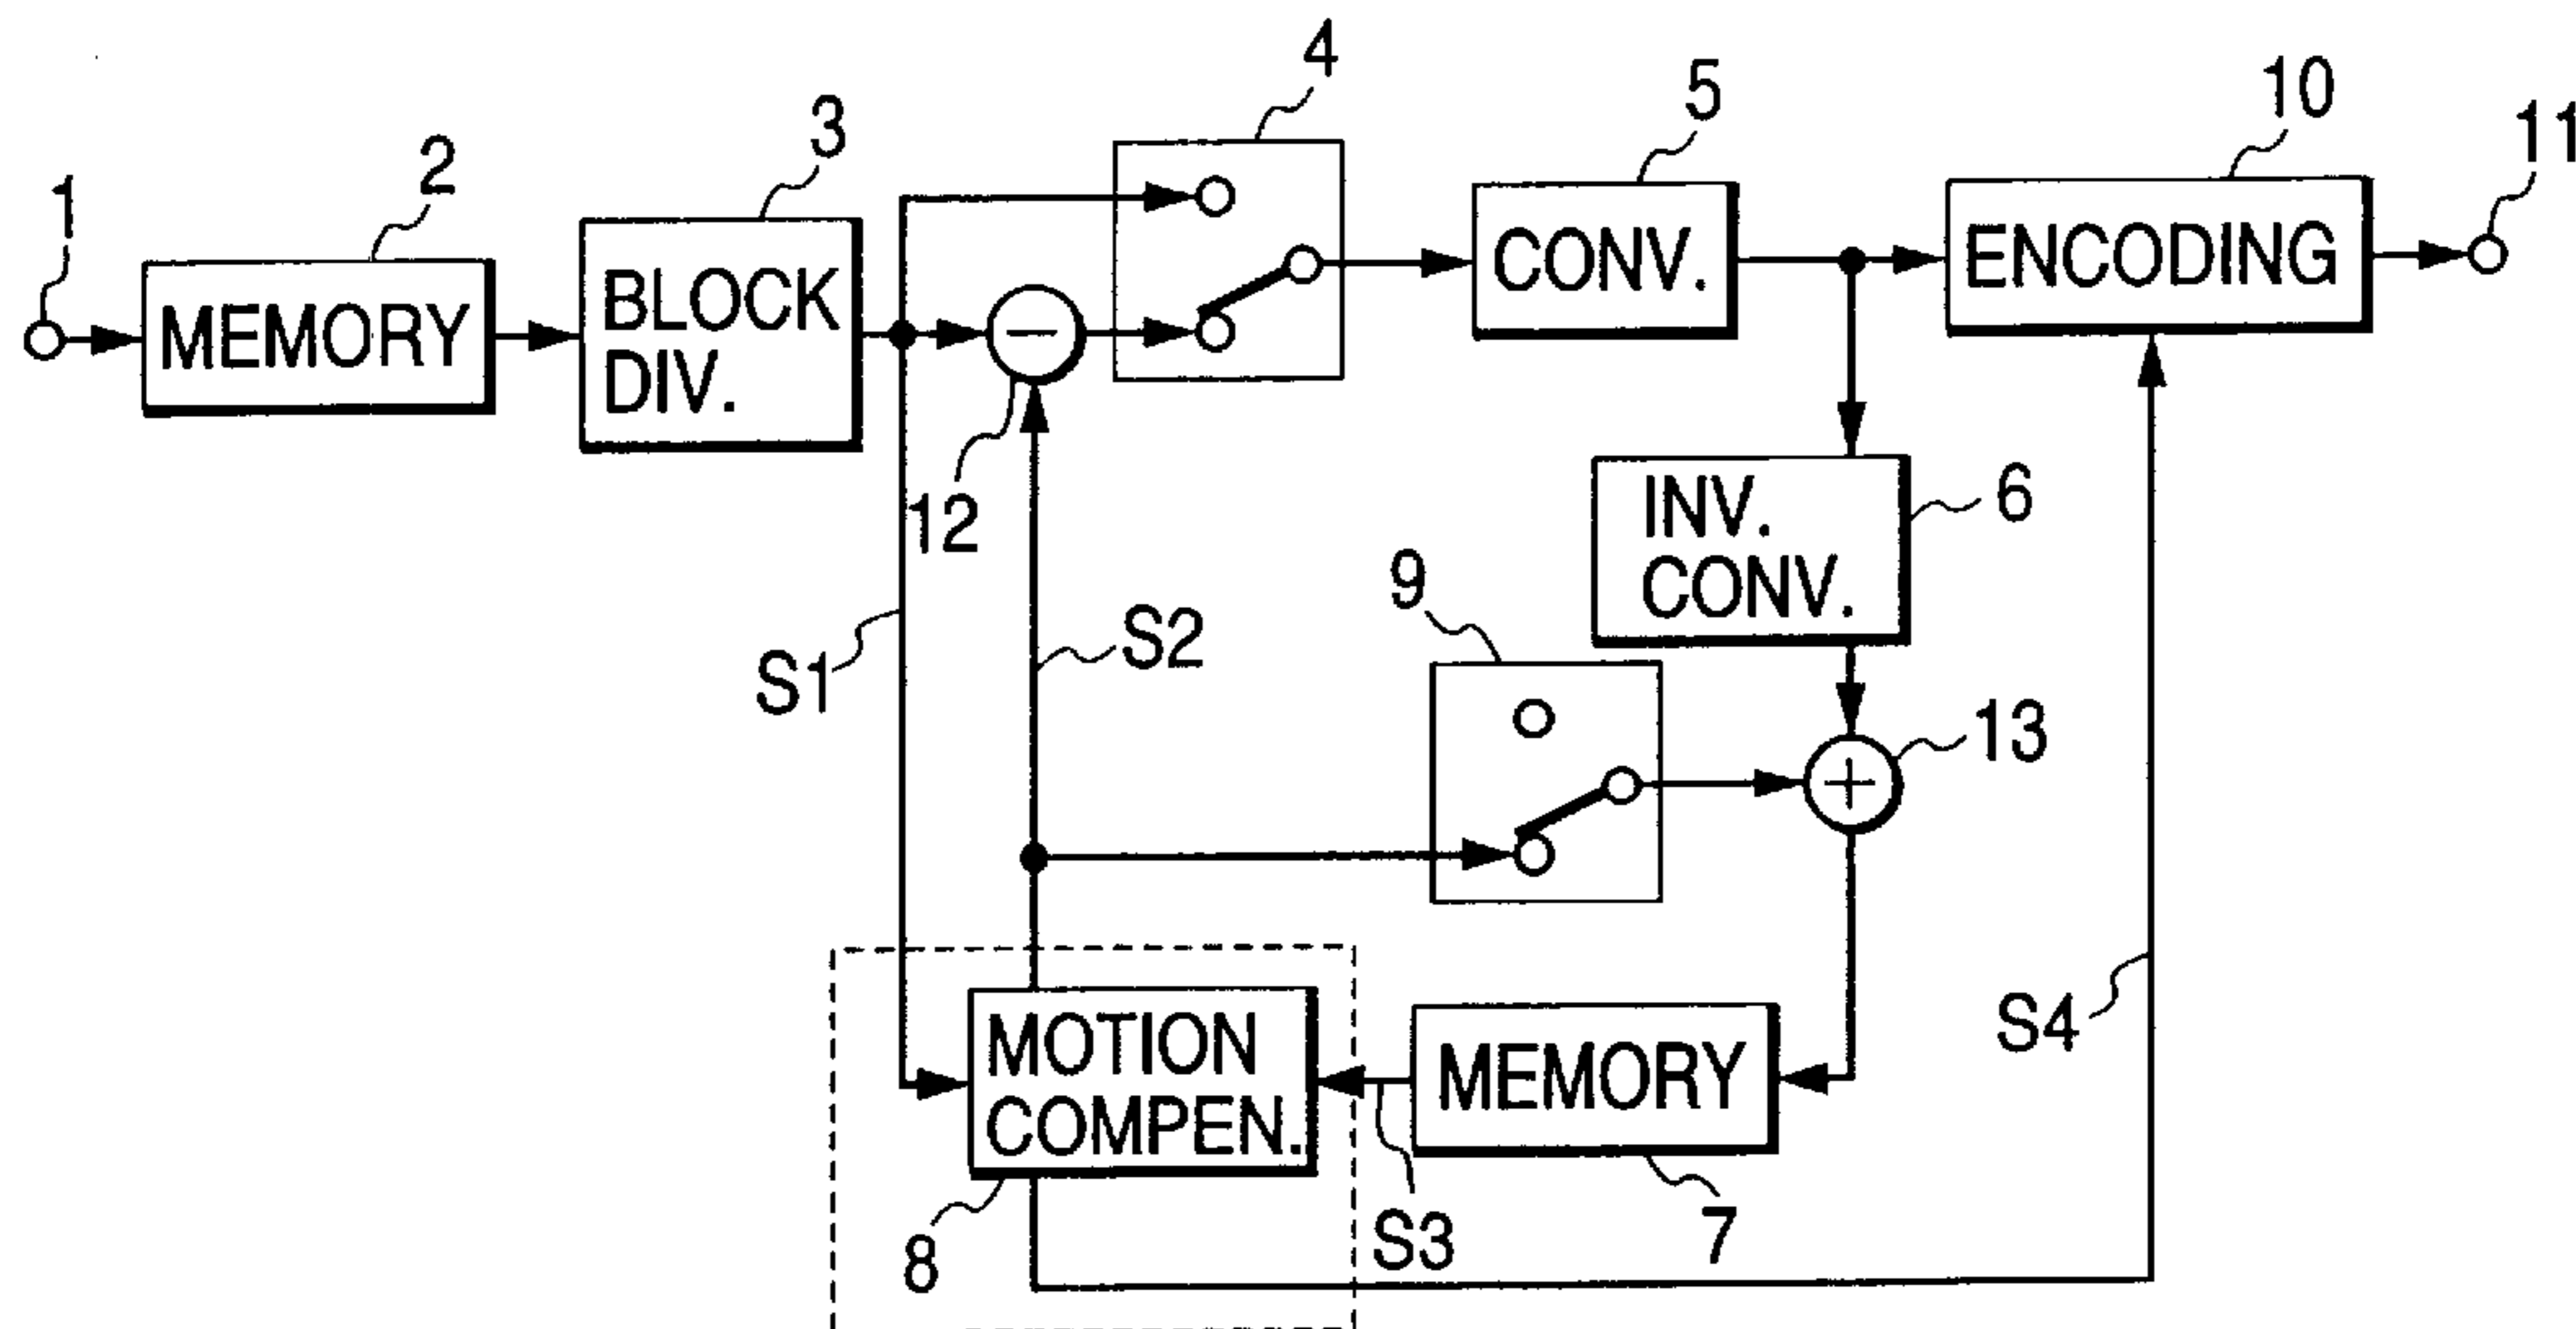 1
2
3
4
5
10
11
MEMORY
BLOCK
DIV.
−
CONV.
ENCODING
12
INV.
CONV.
6
9
S1
S2
+
13
MOTION
COMPEN.
MEMORY
S4
8
S3
7